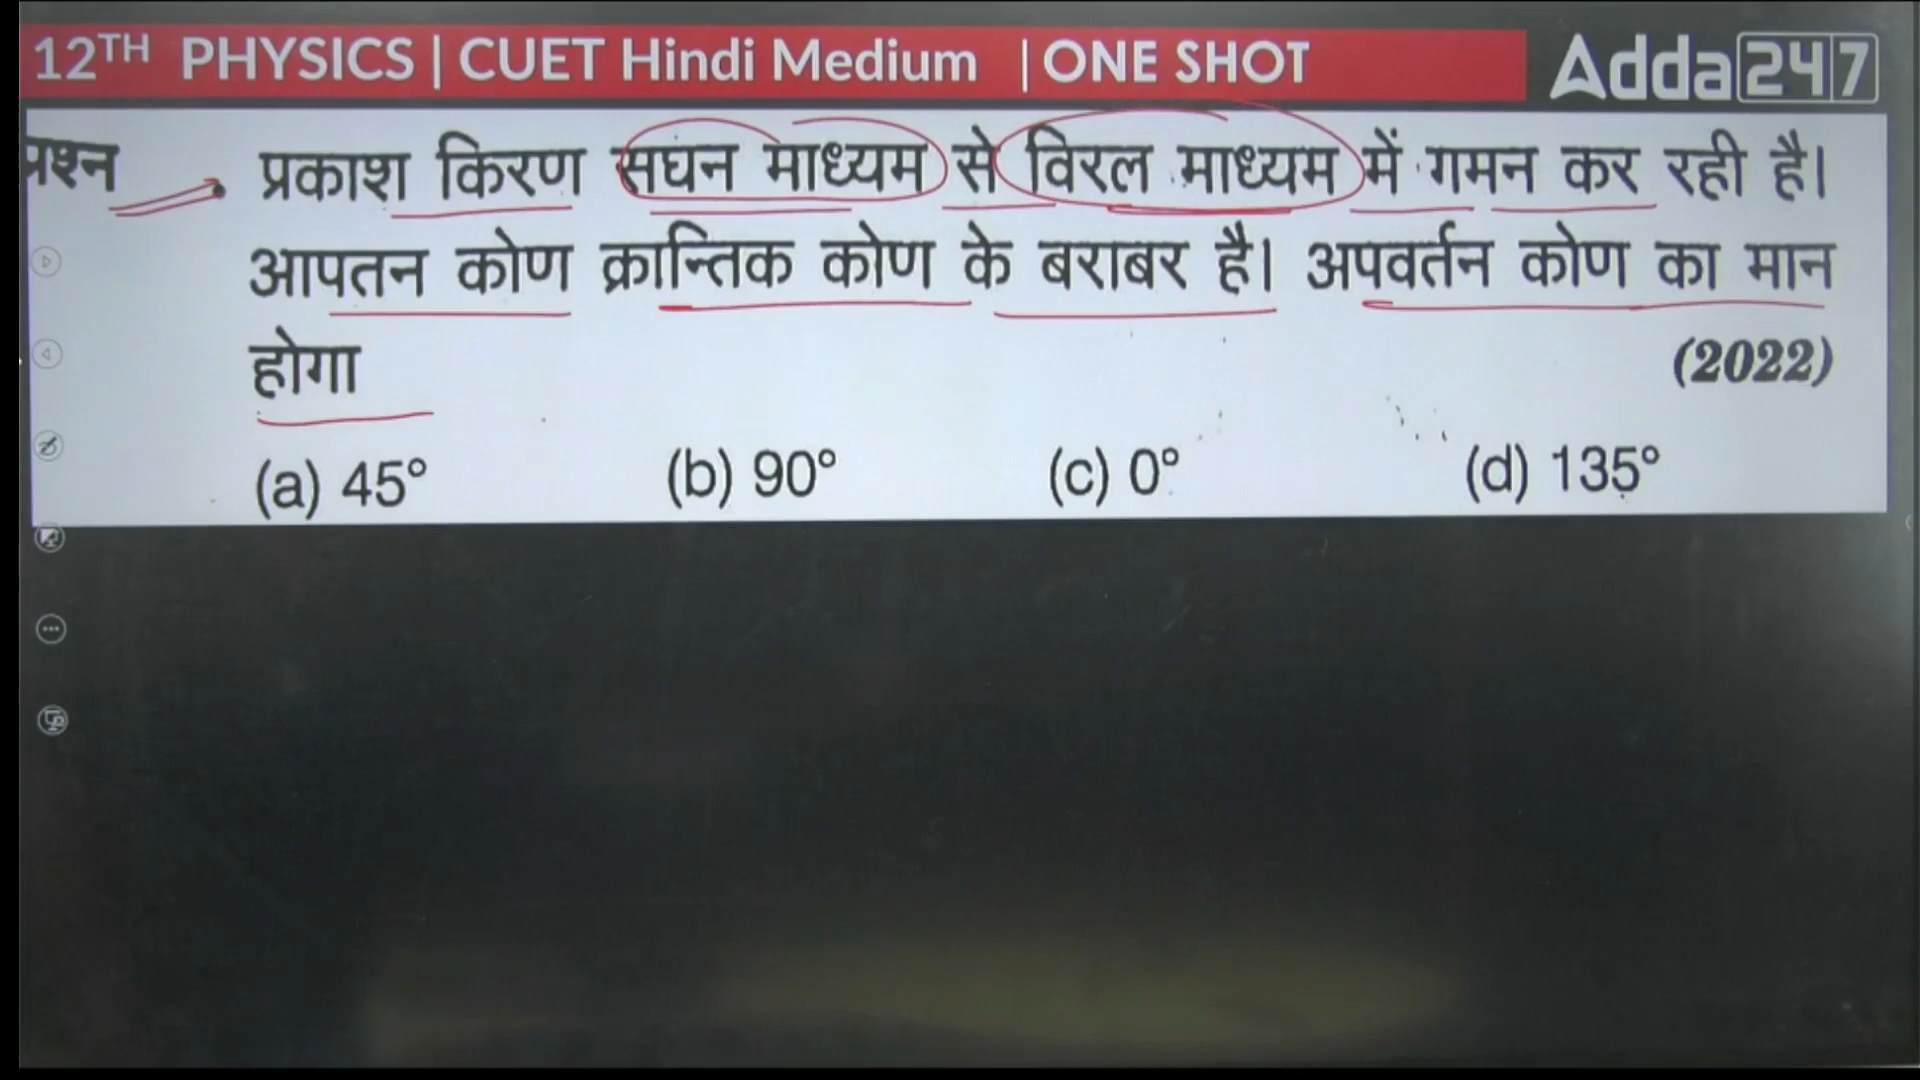 12TH PHYSICS | CUET Hindi Medium | ONE SHOT
Adda247
प्रश्न
प्रकाश किरण सघन माध्यम से विरल माध्यम में गमन कर रही है।
आपतन कोण क्रान्तिक कोण के बराबर है। अपवर्तन कोण का मान
होगा (2022)
(a) 45° (b) 90° (c) 0° (d) 135°